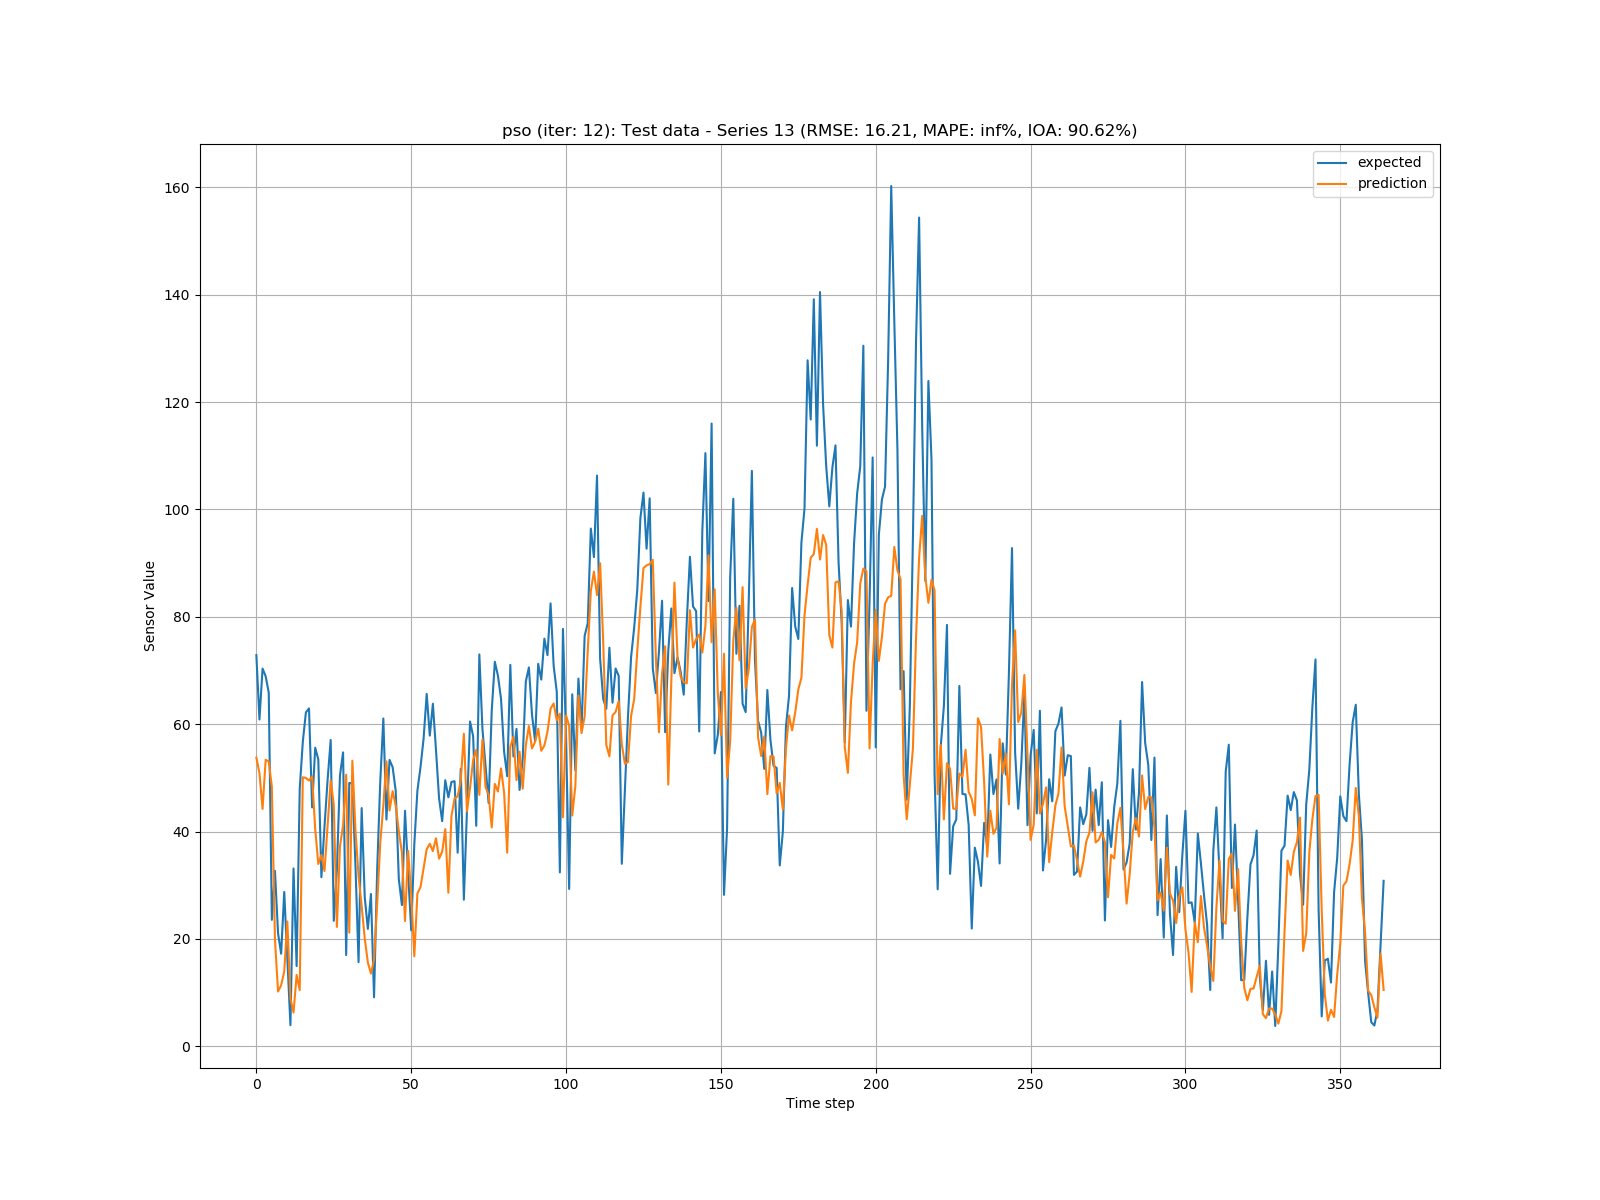 pso (iter: 12): Test data - Series 13 (RMSE: 16.21, MAPE: inf%, IOA: 90.62%)
expected
prediction
160
140
120
100
80
60
40
20
0
Sensor Value
0 50 100 150 200 250 300 350
Time step